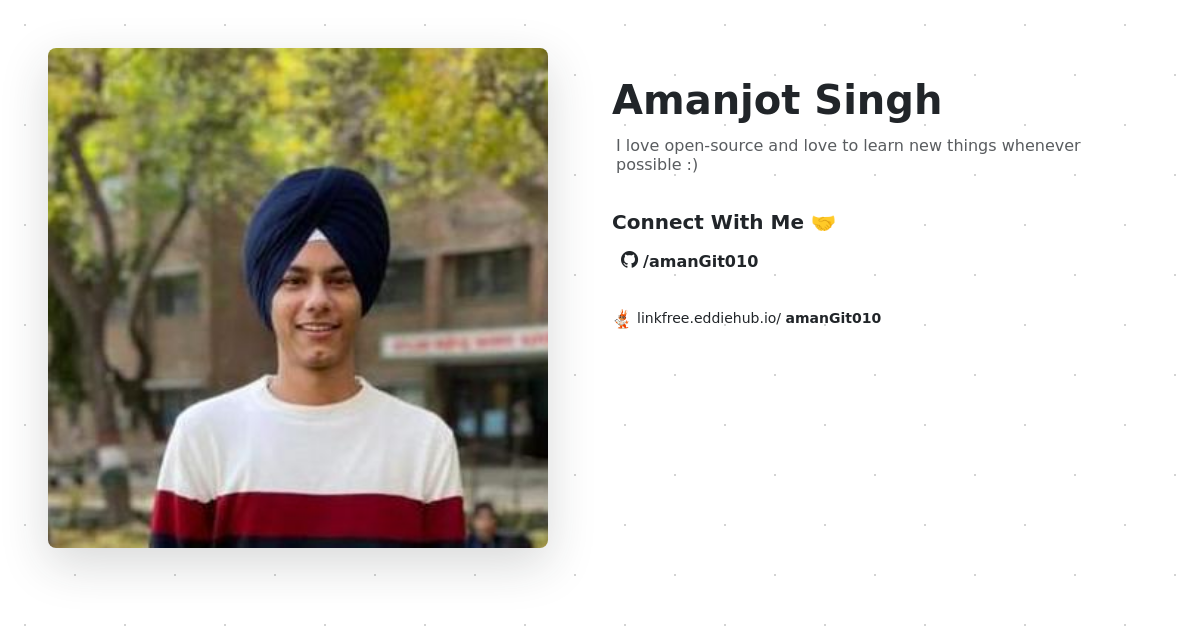 Amanjot Singh
I love open-source and love to learn new things whenever
possible :)
Connect With Me 🤝
/amanGit010
linkfree.eddiehub.io/ amanGit010